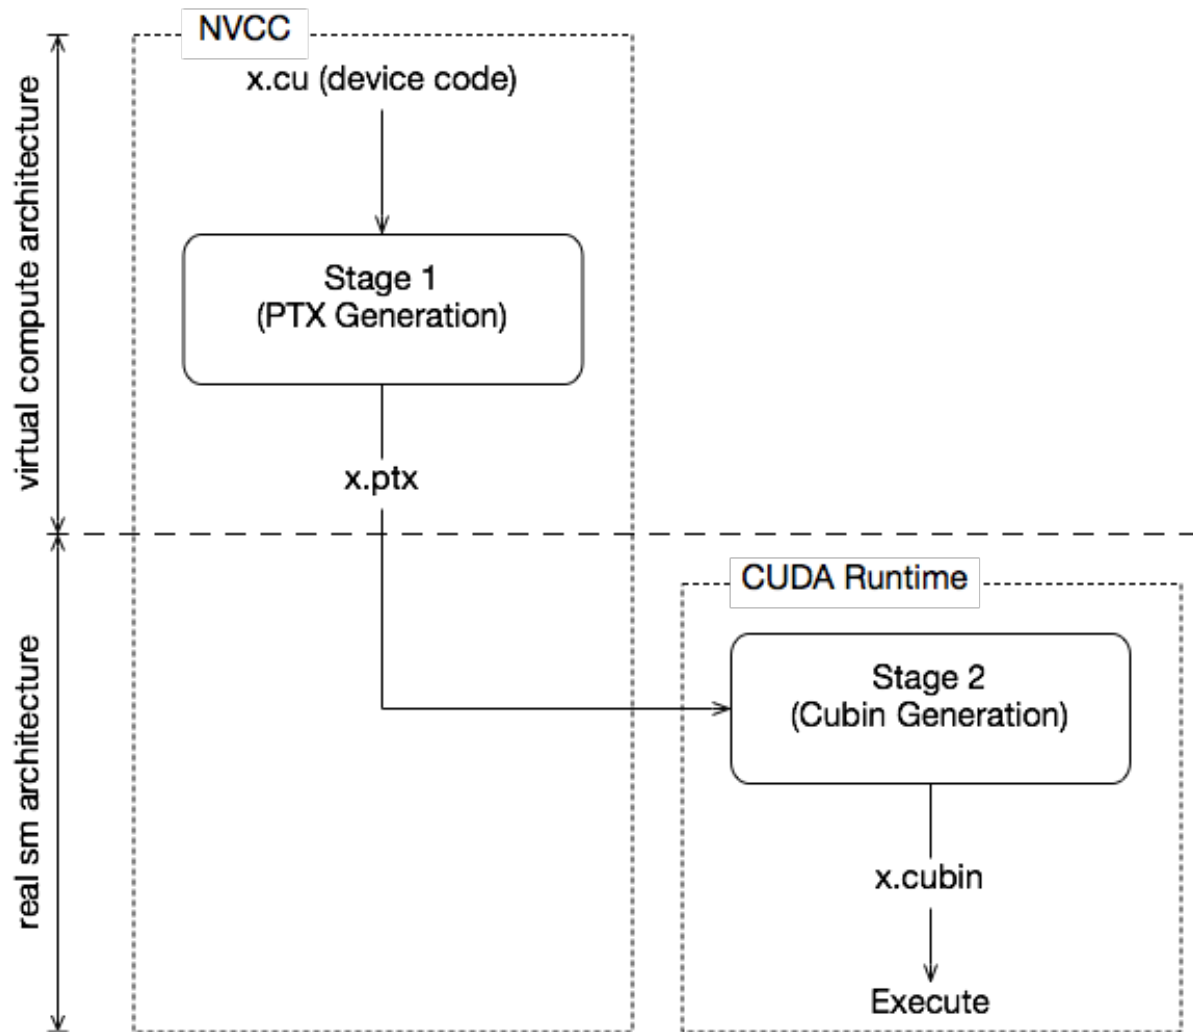 NVCC
x.cu (device code)
virtual compute architecture
Stage 1
(PTX Generation)
x.ptx
real sm architecture
CUDA Runtime
Stage 2
(Cubin Generation)
x.cubin
Execute